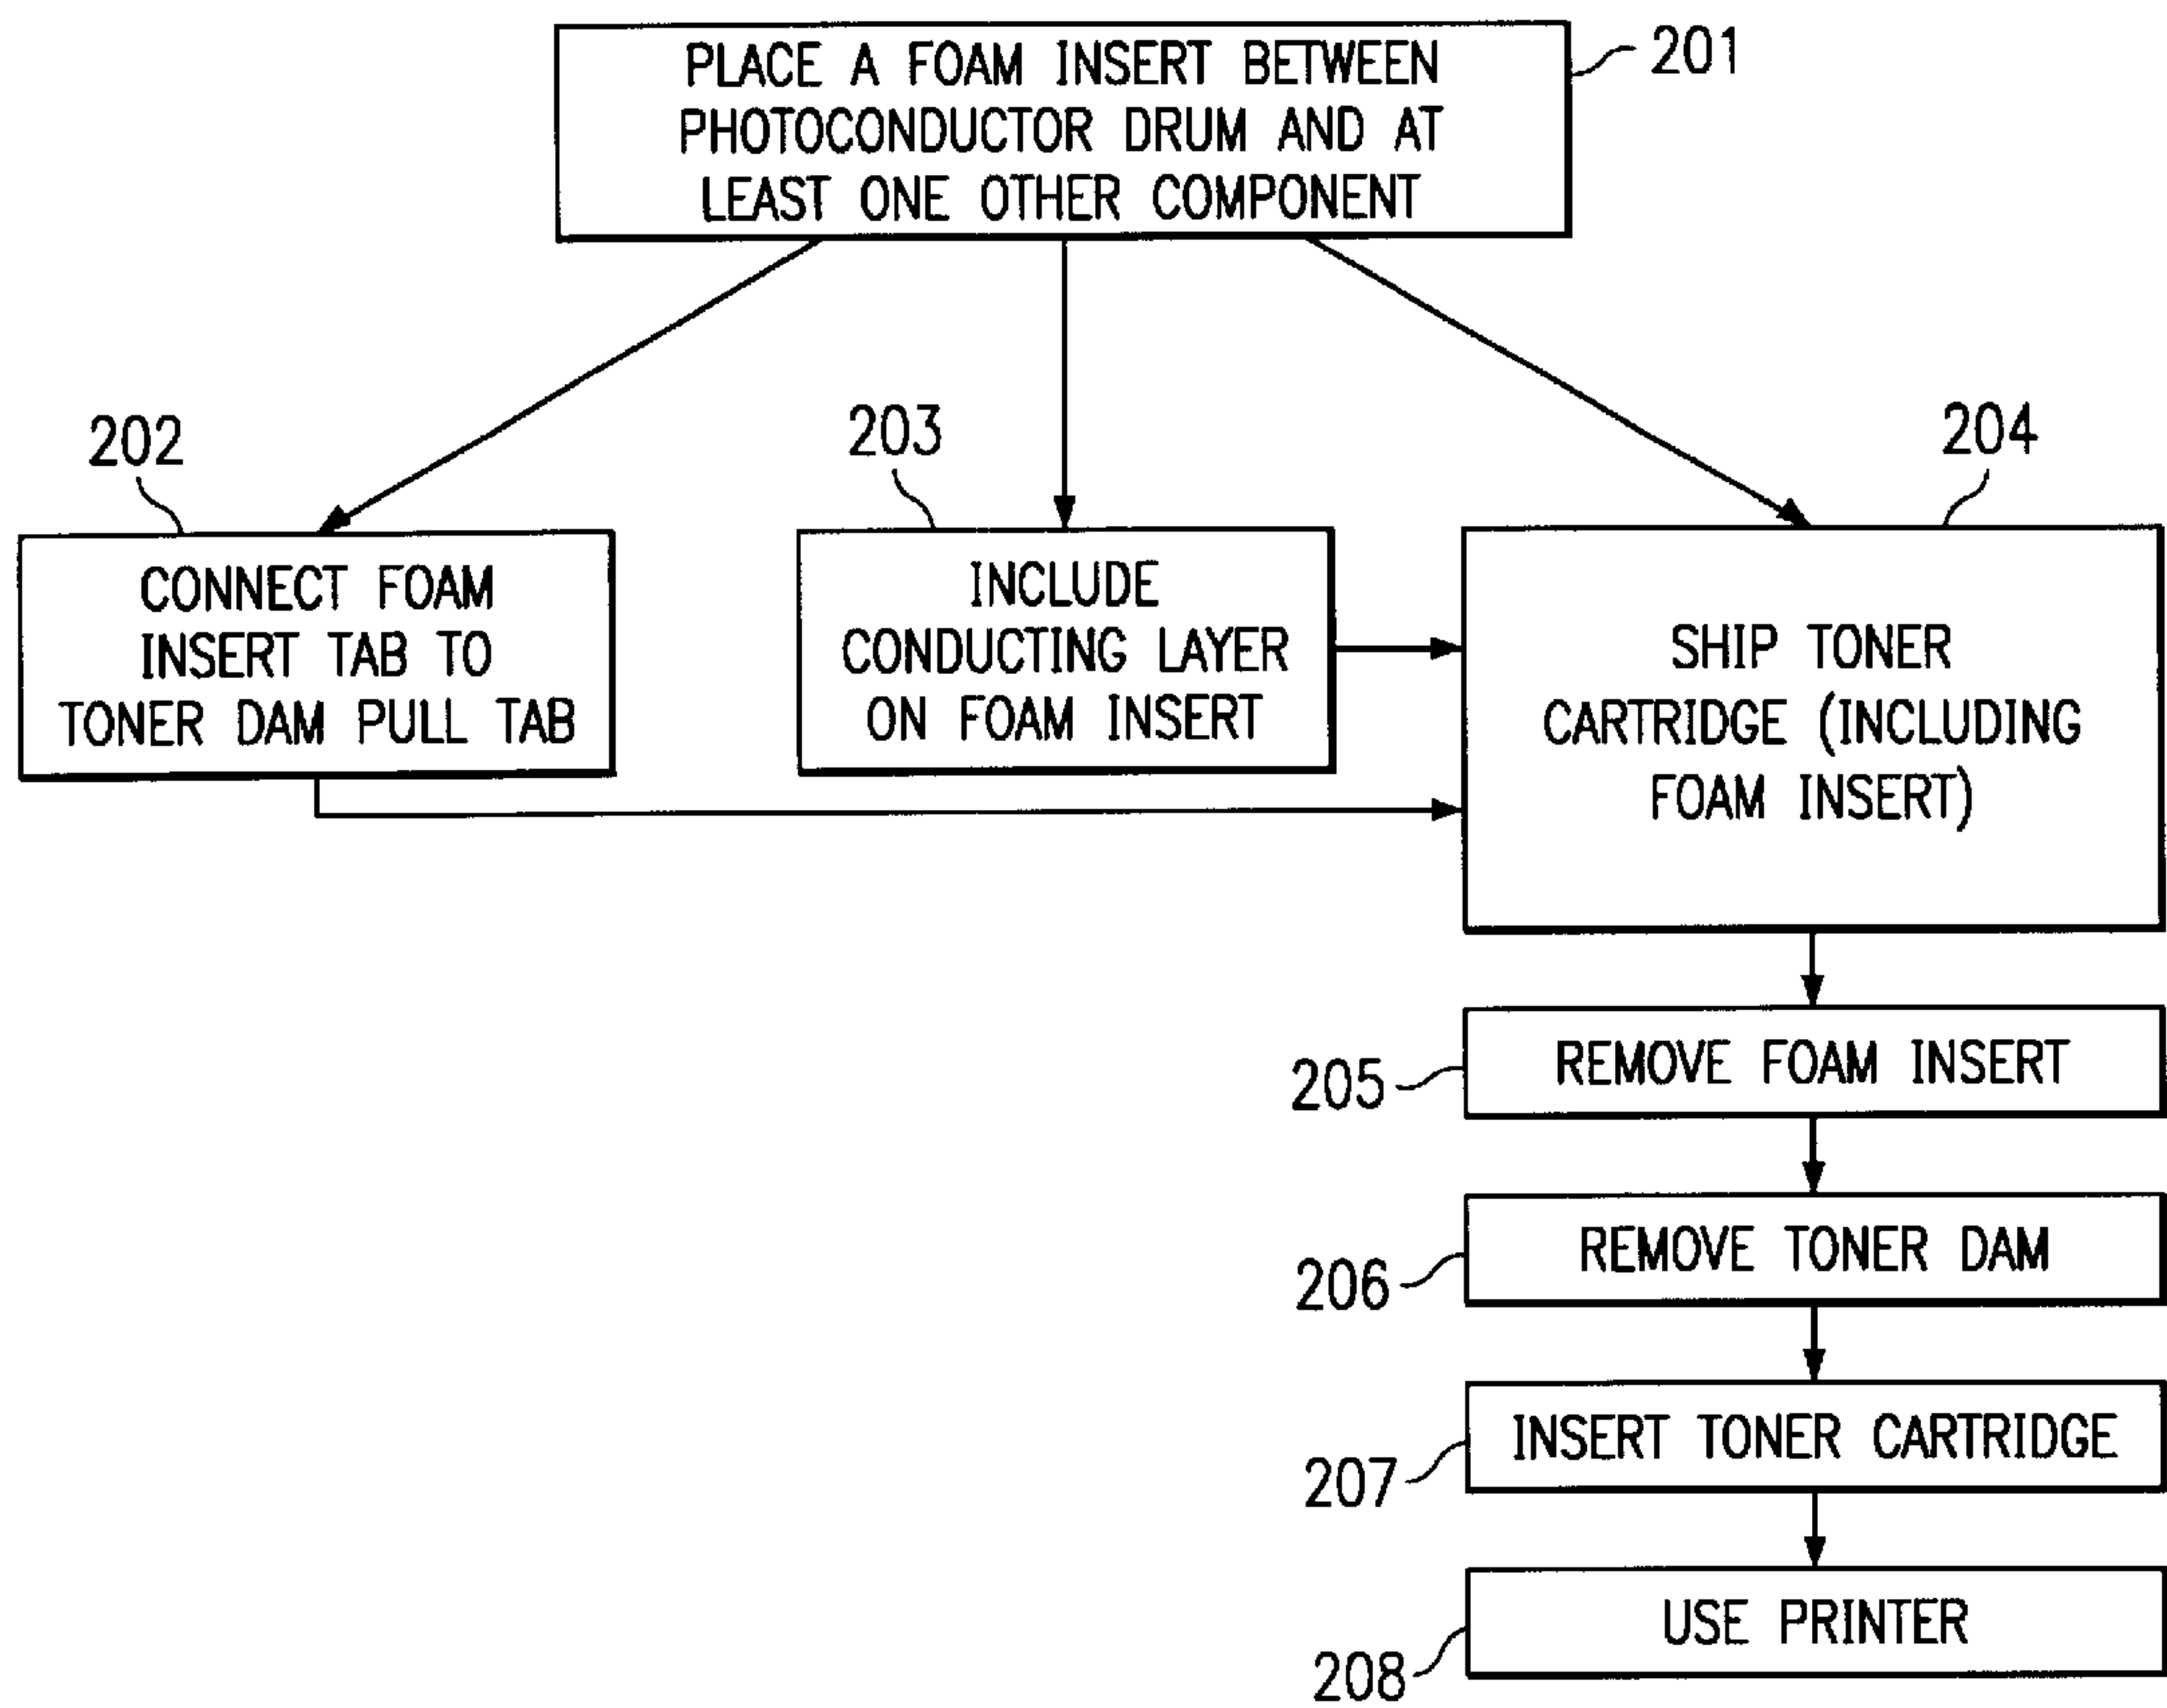 PLACE A FOAM INSERT BETWEEN
PHOTOCONDUCTOR DRUM AND AT
LEAST ONE OTHER COMPONENT
201
202
CONNECT FOAM
INSERT TAB TO
TONER DAM PULL TAB
203
INCLUDE
CONDUCTING LAYER
ON FOAM INSERT
204
SHIP TONER
CARTRIDGE (INCLUDING
FOAM INSERT)
205
REMOVE FOAM INSERT
206
REMOVE TONER DAM
207
INSERT TONER CARTRIDGE
208
USE PRINTER